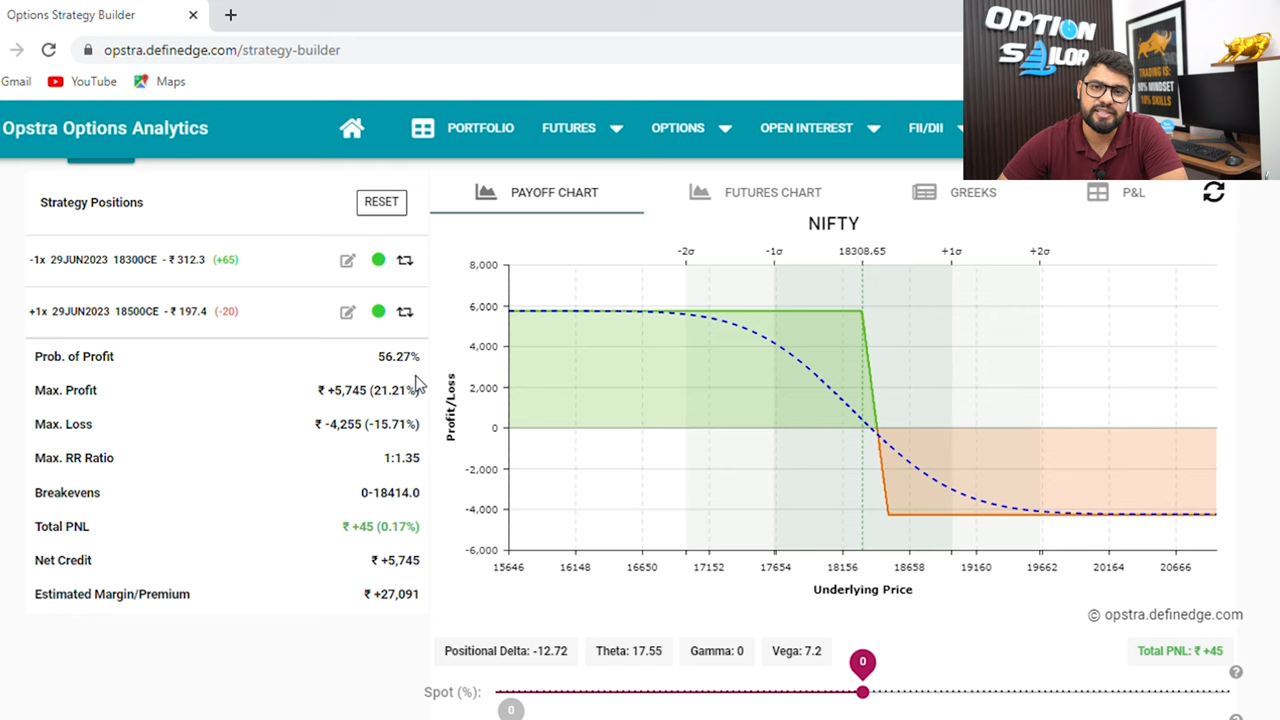 Options Strategy Builder
opstra.definedge.com/strategy-builder
Gmail YouTube Maps
OPTION
SAILOR
TRADING IS:
90% MINDSET
10% SKILLS
Opstra Options Analytics PORTFOLIO FUTURES OPTIONS OPEN INTEREST FII/DII
Strategy Positions RESET
PAYOFF CHART FUTURES CHART GREEKS P&L
-1x 29JUN2023 18300CE - ₹ 312.3 (+65)
+1x 29JUN2023 18500CE - ₹ 197.4 (-20)
Prob. of Profit 56.27%
Max. Profit ₹ +5,745 (21.21%)
Max. Loss ₹ -4,255 (-15.71%)
Max. RR Ratio 1:1.35
Breakevens 0-18414.0
Total PNL ₹ +45 (0.17%)
Net Credit ₹ +5,745
Estimated Margin/Premium ₹ +27,091
NIFTY
-2σ -1σ 18308.65 +1σ +2σ
8,000
6,000
4,000
2,000
0
-2,000
-4,000
-6,000
Profit/Loss
15646 16148 16650 17152 17654 18156 18658 19160 19662 20164 20666
Underlying Price
© opstra.definedge.com
Positional Delta: -12.72 Theta: 17.55 Gamma: 0 Vega: 7.2 Total PNL: ₹ +45
0
Spot (%):
0